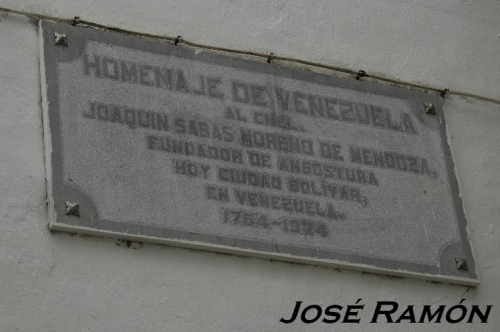 HOMENAJE DE VENEZUELA
AL CNEL.
JOAQUIN SABAS MORENO DE MENDOZA,
FUNDADOR DE ANGOSTURA
HOY CIUDAD BOLÍVAR,
EN VENEZUELA.
1764-1974
JOSÉ RAMÓN